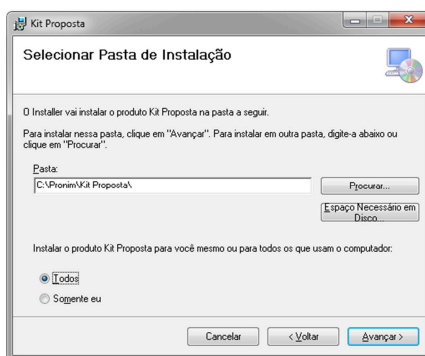 Kit Proposta
Selecionar Pasta de Instalação
O Installer vai instalar o produto Kit Proposta na pasta a seguir.
Para instalar nessa pasta, clique em "Avançar". Para instalar em outra pasta, digite-a abaixo ou
clique em "Procurar".
Pasta:
C:\Pronim\Kit Proposta\
Procurar...
Espaço Necessário em
Disco...
Instalar o produto Kit Proposta para você mesmo ou para todos os que usam o computador:
Todos
Somente eu
Cancelar
< Voltar
Avançar >